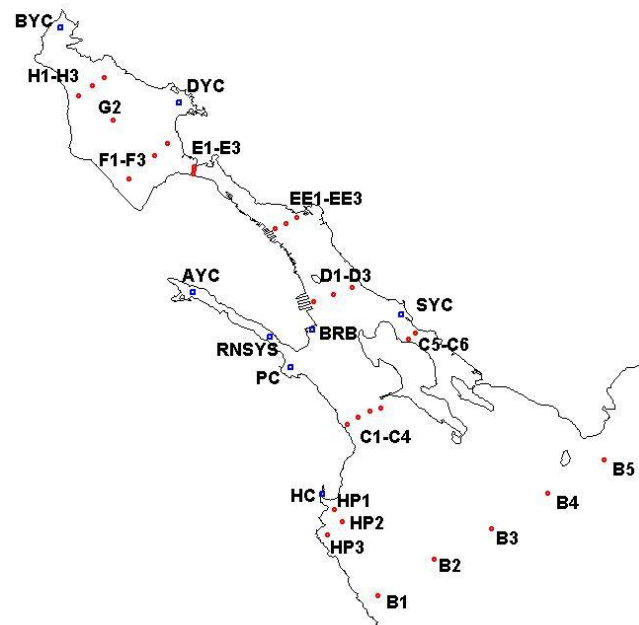 BYC
H1-H3
DYC
G2
E1-E3
F1-F3
EE1-EE3
AYC
D1-D3
SYC
BRB
RNSYS
C5-C6
PC
C1-C4
B5
HC
B4
HP1
HP2
B3
HP3
B2
B1